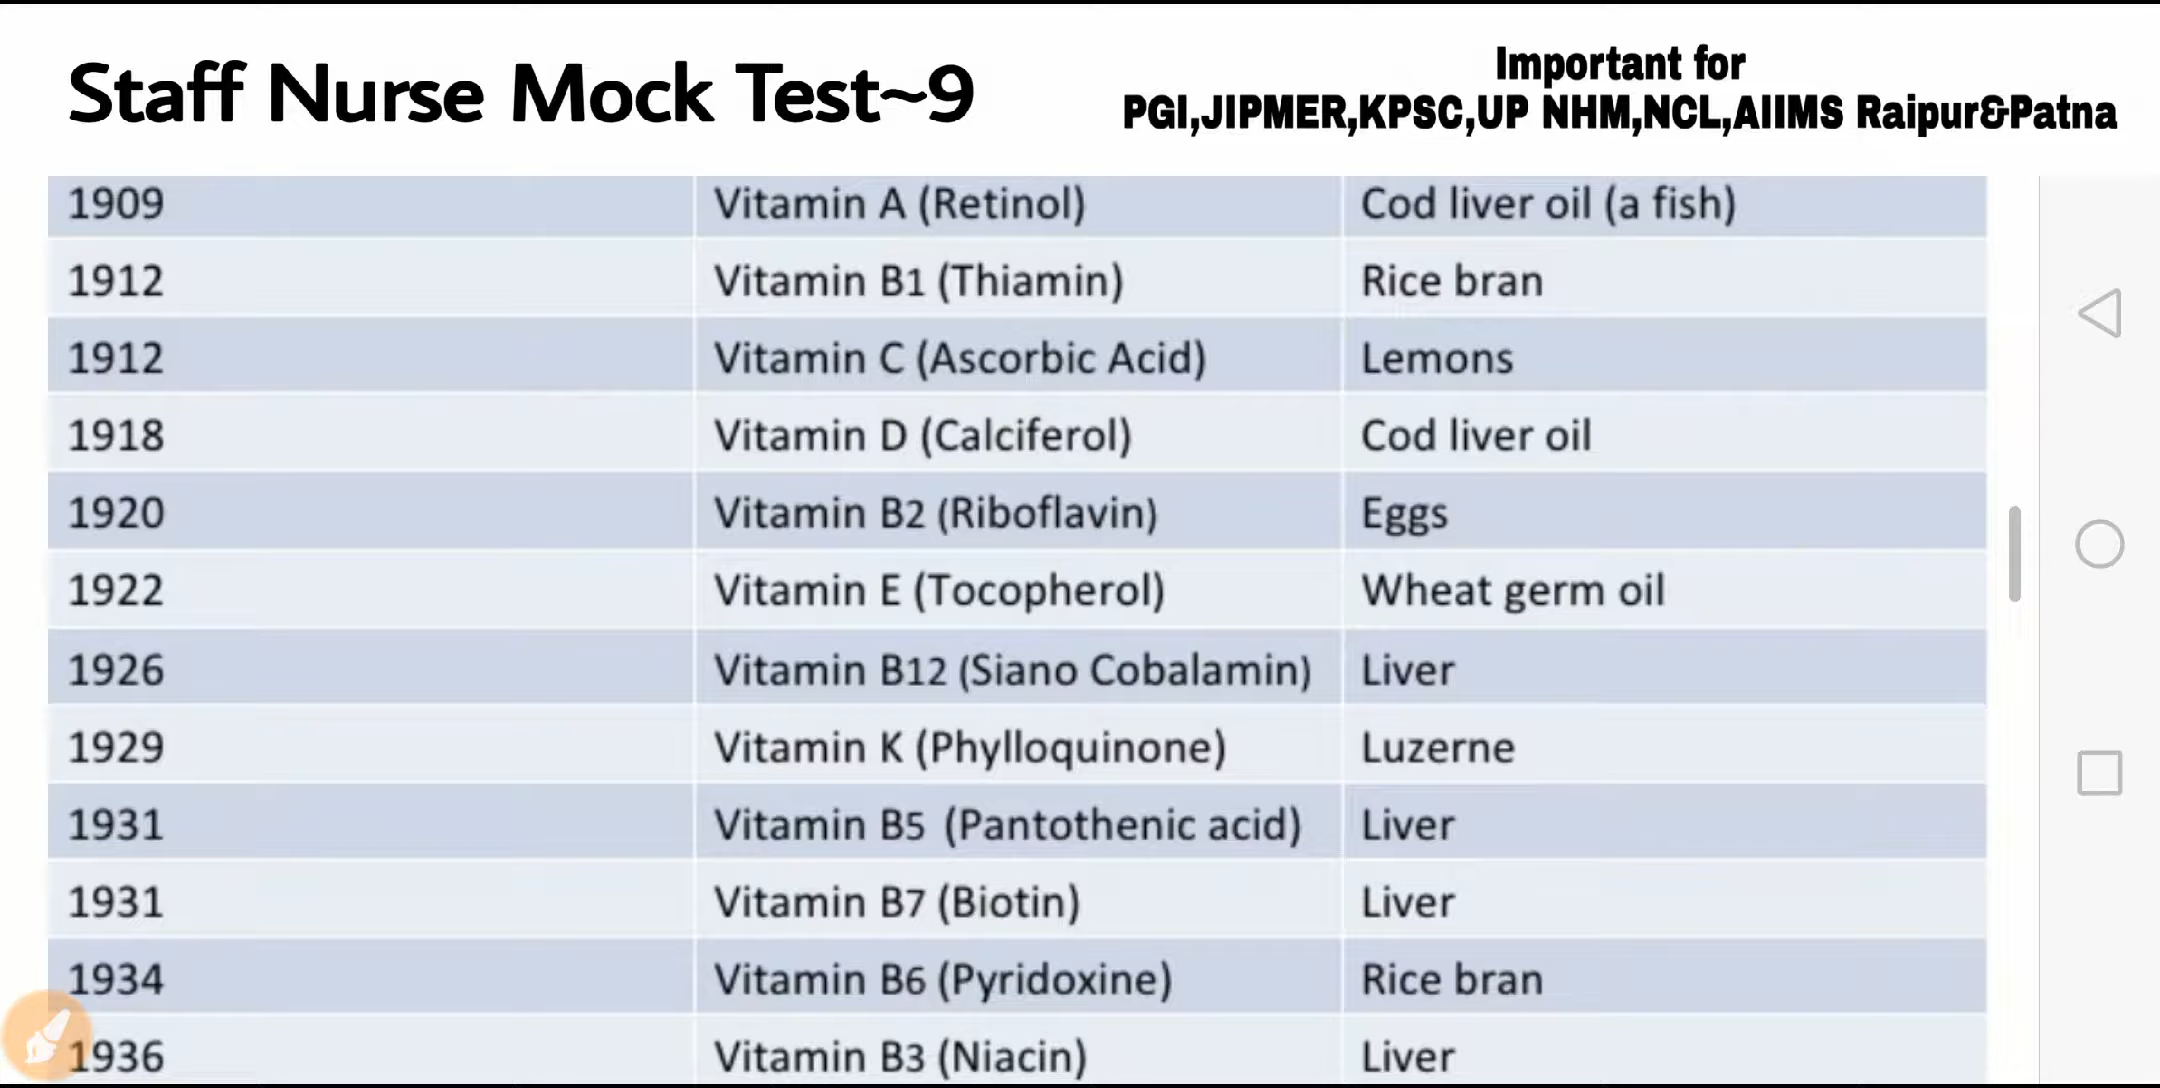 Staff Nurse Mock Test~9
Important for
PGI,JIPMER,KPSC,UP NHM,NCL,AIIMS Raipur&Patna
1909 Vitamin A (Retinol) Cod liver oil (a fish)
1912 Vitamin B1 (Thiamin) Rice bran
1912 Vitamin C (Ascorbic Acid) Lemons
1918 Vitamin D (Calciferol) Cod liver oil
1920 Vitamin B2 (Riboflavin) Eggs
1922 Vitamin E (Tocopherol) Wheat germ oil
1926 Vitamin B12 (Siano Cobalamin) Liver
1929 Vitamin K (Phylloquinone) Luzerne
1931 Vitamin B5 (Pantothenic acid) Liver
1931 Vitamin B7 (Biotin) Liver
1934 Vitamin B6 (Pyridoxine) Rice bran
1936 Vitamin B3 (Niacin) Liver